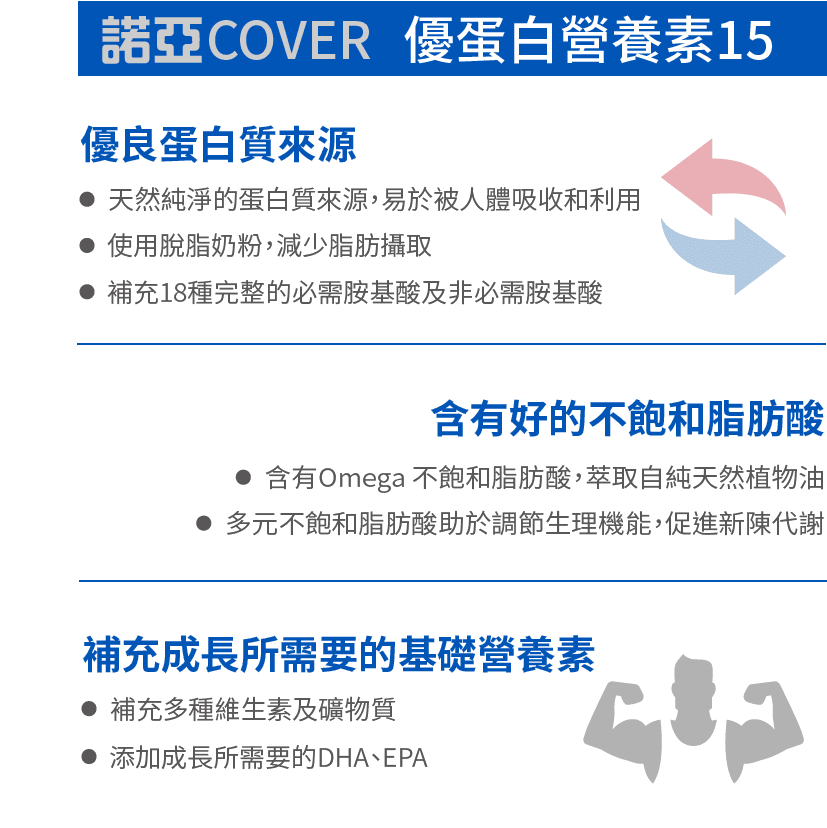 諾亞COVER 優蛋白營養素15
優良蛋白質來源
● 天然純淨的蛋白質來源，易於被人體吸收和利用
● 使用脫脂奶粉，減少脂肪攝取
● 補充18種完整的必需胺基酸及非必需胺基酸
含有好的不飽和脂肪酸
● 含有Omega 不飽和脂肪酸，萃取自純天然植物油
● 多元不飽和脂肪酸助於調節生理機能，促進新陳代謝
補充成長所需要的基礎營養素
● 補充多種維生素及礦物質
● 添加成長所需要的DHA、EPA